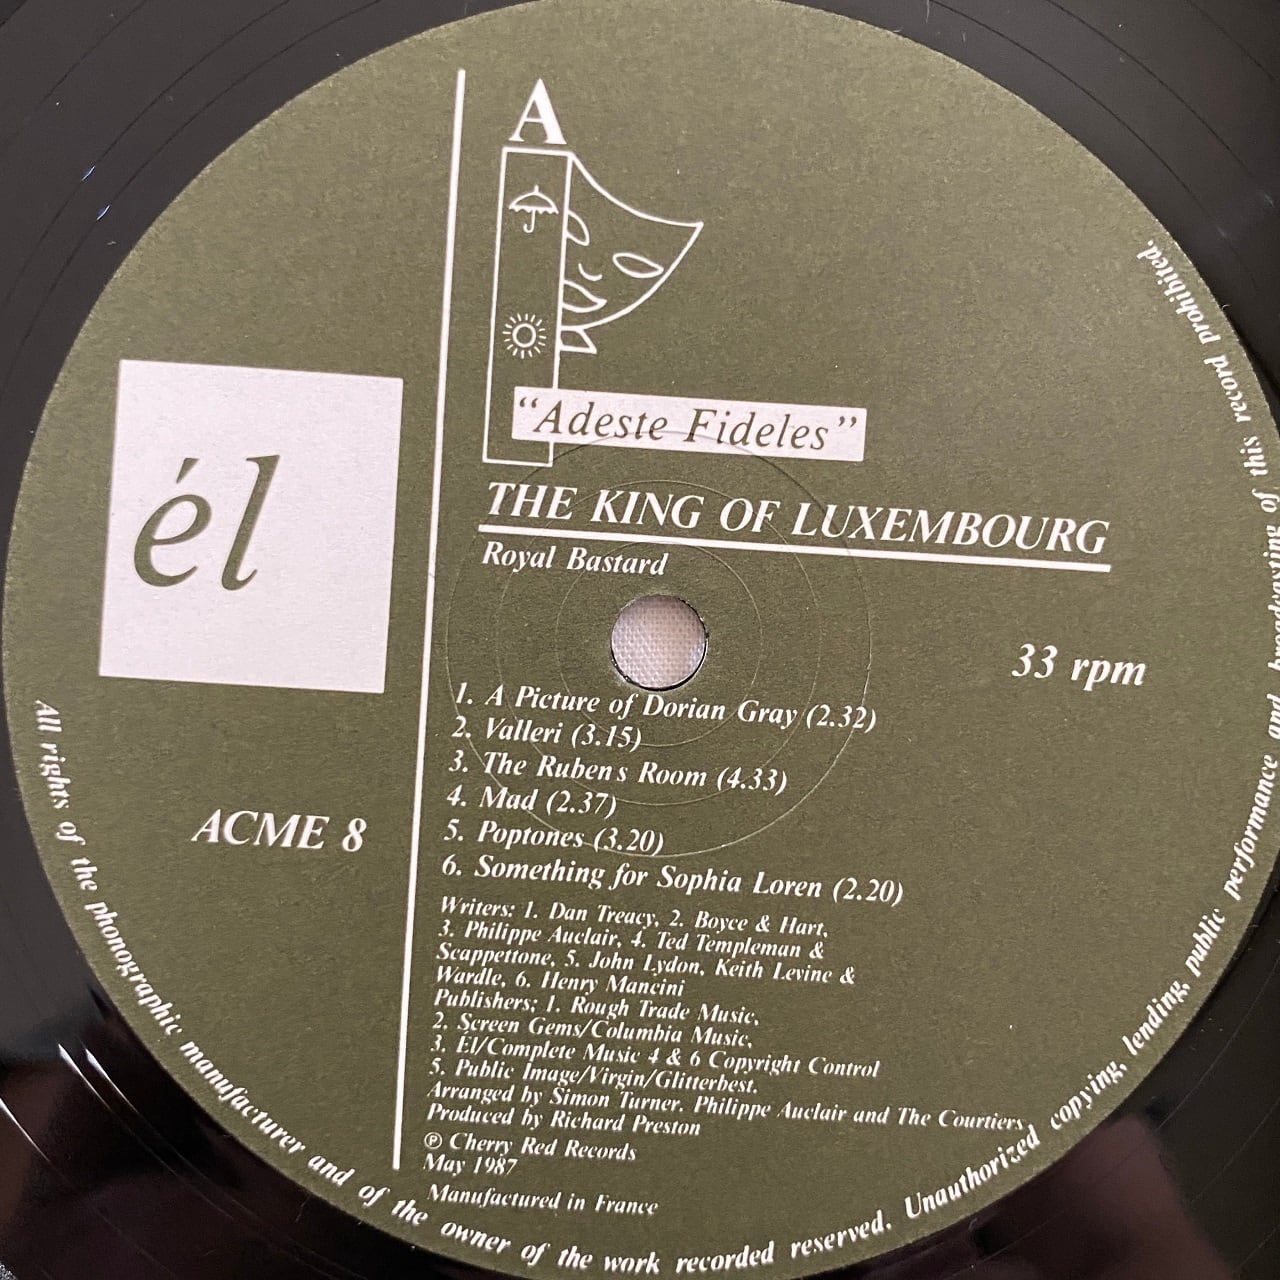 A
"Adeste Fideles"
él
THE KING OF LUXEMBOURG
Royal Bastard
33 rpm
ACME 8
1. A Picture of Dorian Gray (2.32)
2. Valleri (3.15)
3. The Rubens Room (4.33)
4. Mad (2.37)
5. Poptones (3.20)
6. Something for Sophia Loren (2.20)
Writers: 1. Dan Treacy, 2. Boyce & Hart,
3. Philippe Auclair, 4. Ted Templeman &
Scappettone, 5. John Lydon, Keith Levine &
Wardle, 6. Henry Mancini
Publishers; 1. Rough Trade Music,
2. Screen Gems/Columbia Music,
3. Él/Complete Music 4 & 6 Copyright Control
5. Public Image/Virgin/Glitterbest.
Arranged by Simon Turner. Philippe Auclair and The Courtiers
Produced by Richard Preston
℗ Cherry Red Records
May 1987
Manufactured in France
All rights of the phonographic manufacturer and of the owner of the work recorded reserved. Unauthorized copying, lending, public performance and broadcasting of this record prohibited.